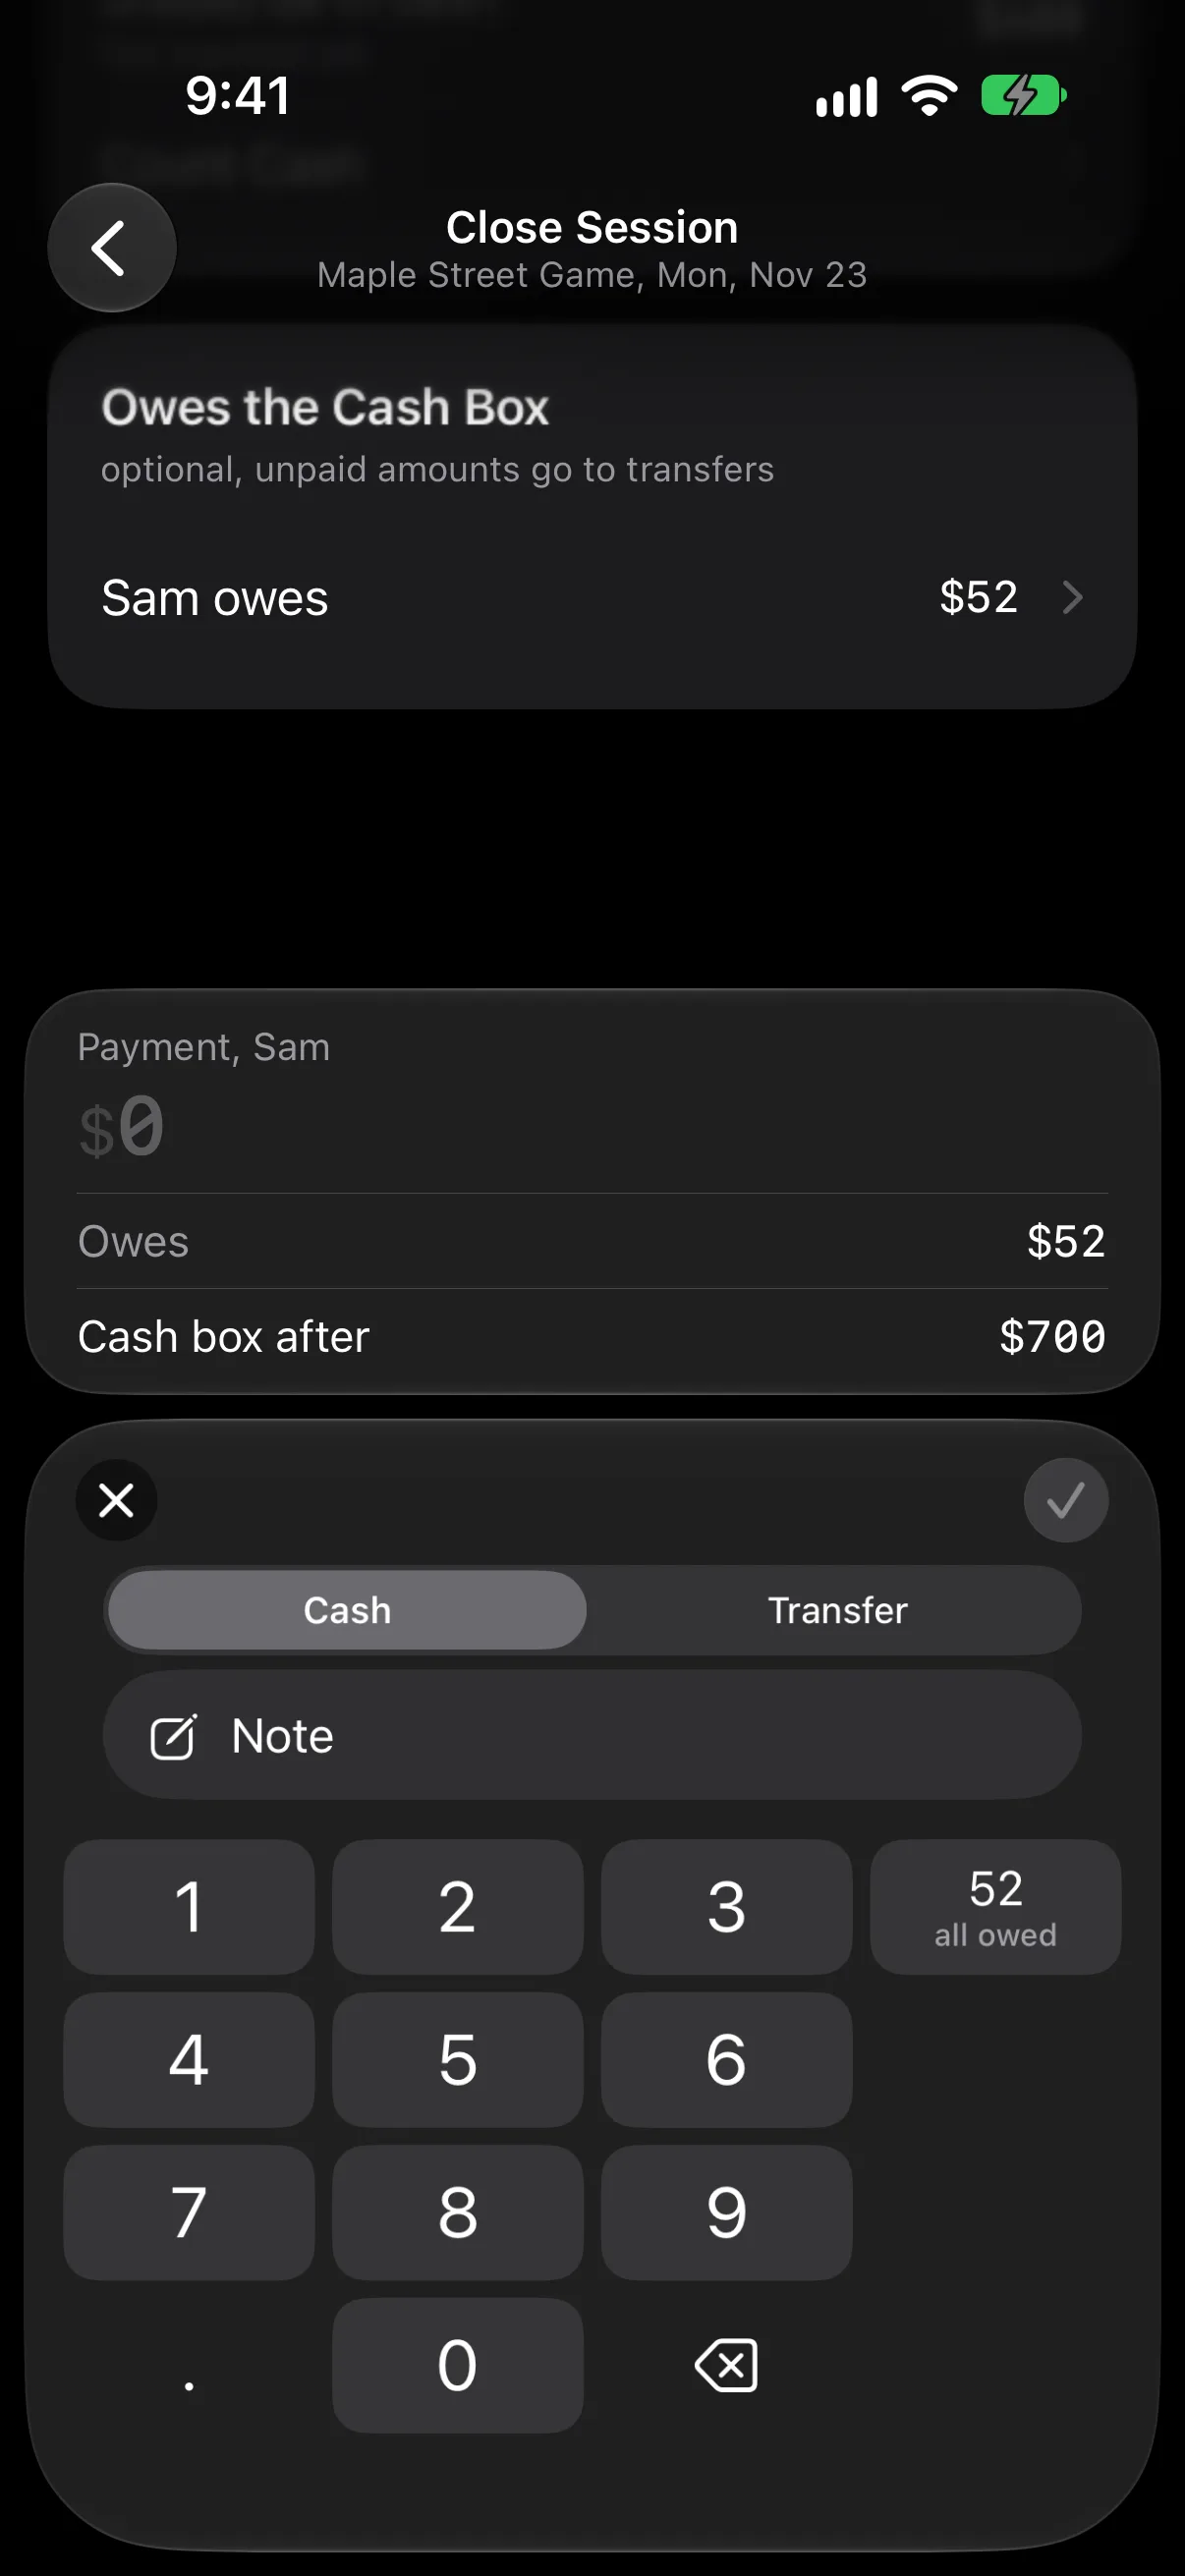 9:41
Count Cash
Close Session
Maple Street Game, Mon, Nov 23
Owes the Cash Box
optional, unpaid amounts go to transfers
Sam owes $52
Payment, Sam
$0
Owes $52
Cash box after $700
Cash Transfer
Note
1 2 3 52
all owed
4 5 6
7 8 9
. 0